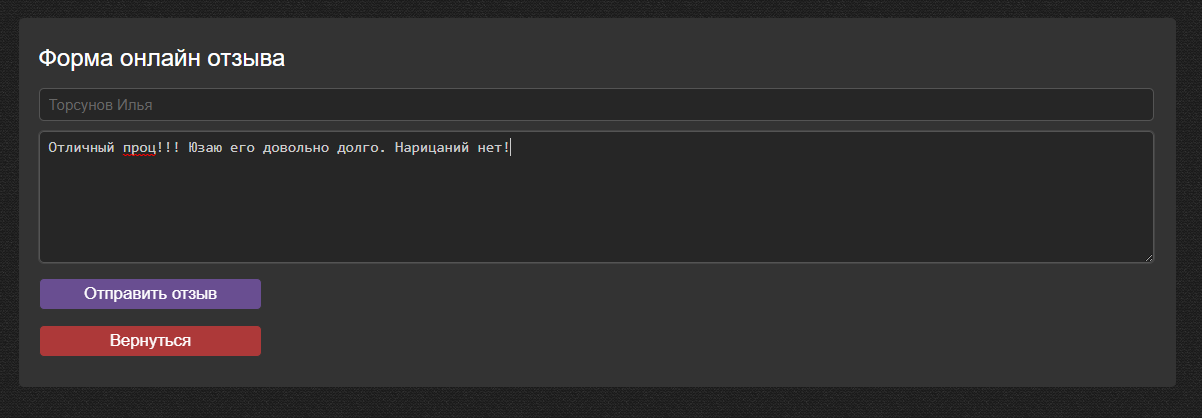 Форма онлайн отзыва
Торсунов Илья
Отличный проц!!! Юзаю его довольно долго. Нарицаний нет!
Отправить отзыв
Вернуться